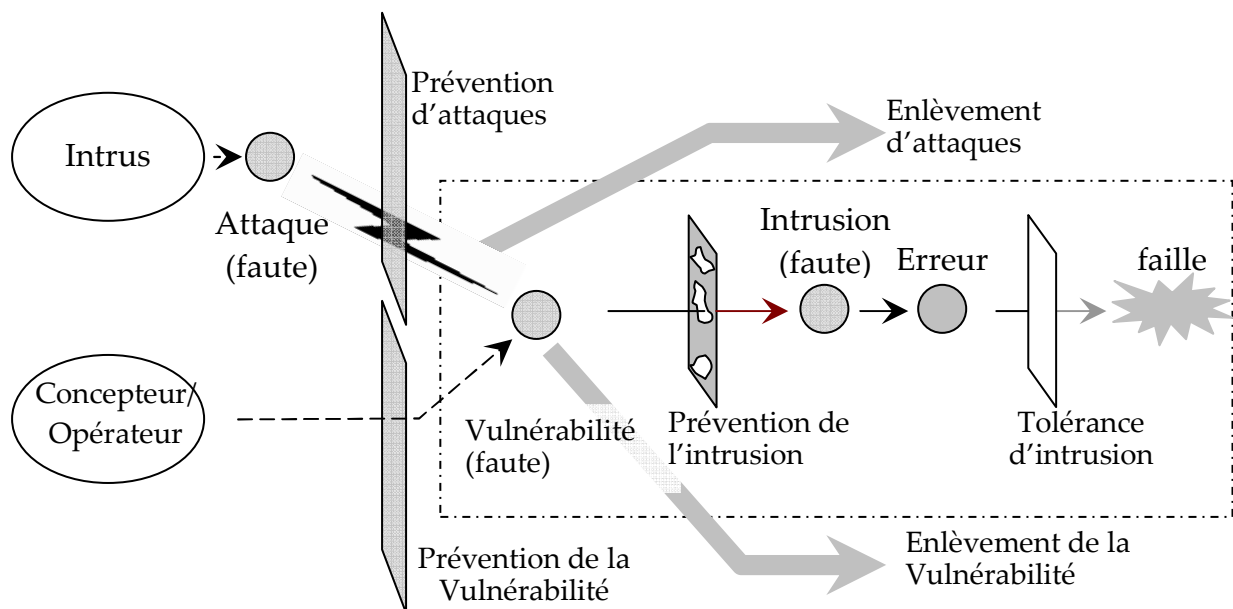 Prévention
d'attaques
Enlèvement
d'attaques
Intrus
Attaque
(faute)
Intrusion
(faute)
Erreur
faille
Concepteur/
Opérateur
Vulnérabilité
(faute)
Prévention de
l'intrusion
Tolérance
d'intrusion
Prévention de la
Vulnérabilité
Enlèvement de la
Vulnérabilité